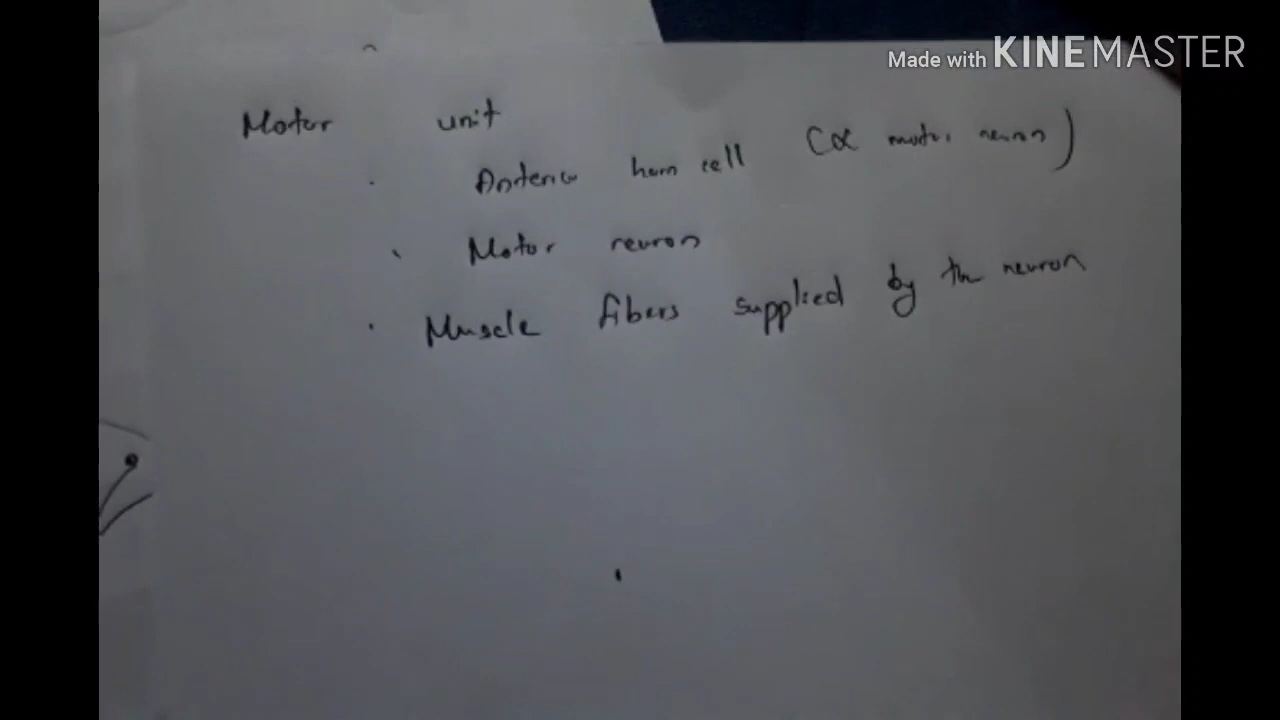 Made with KINEMASTER
Motor unit
. Anterior horn cell (α motor neuron)
. Motor neuron
. Muscle fibers supplied by the neuron